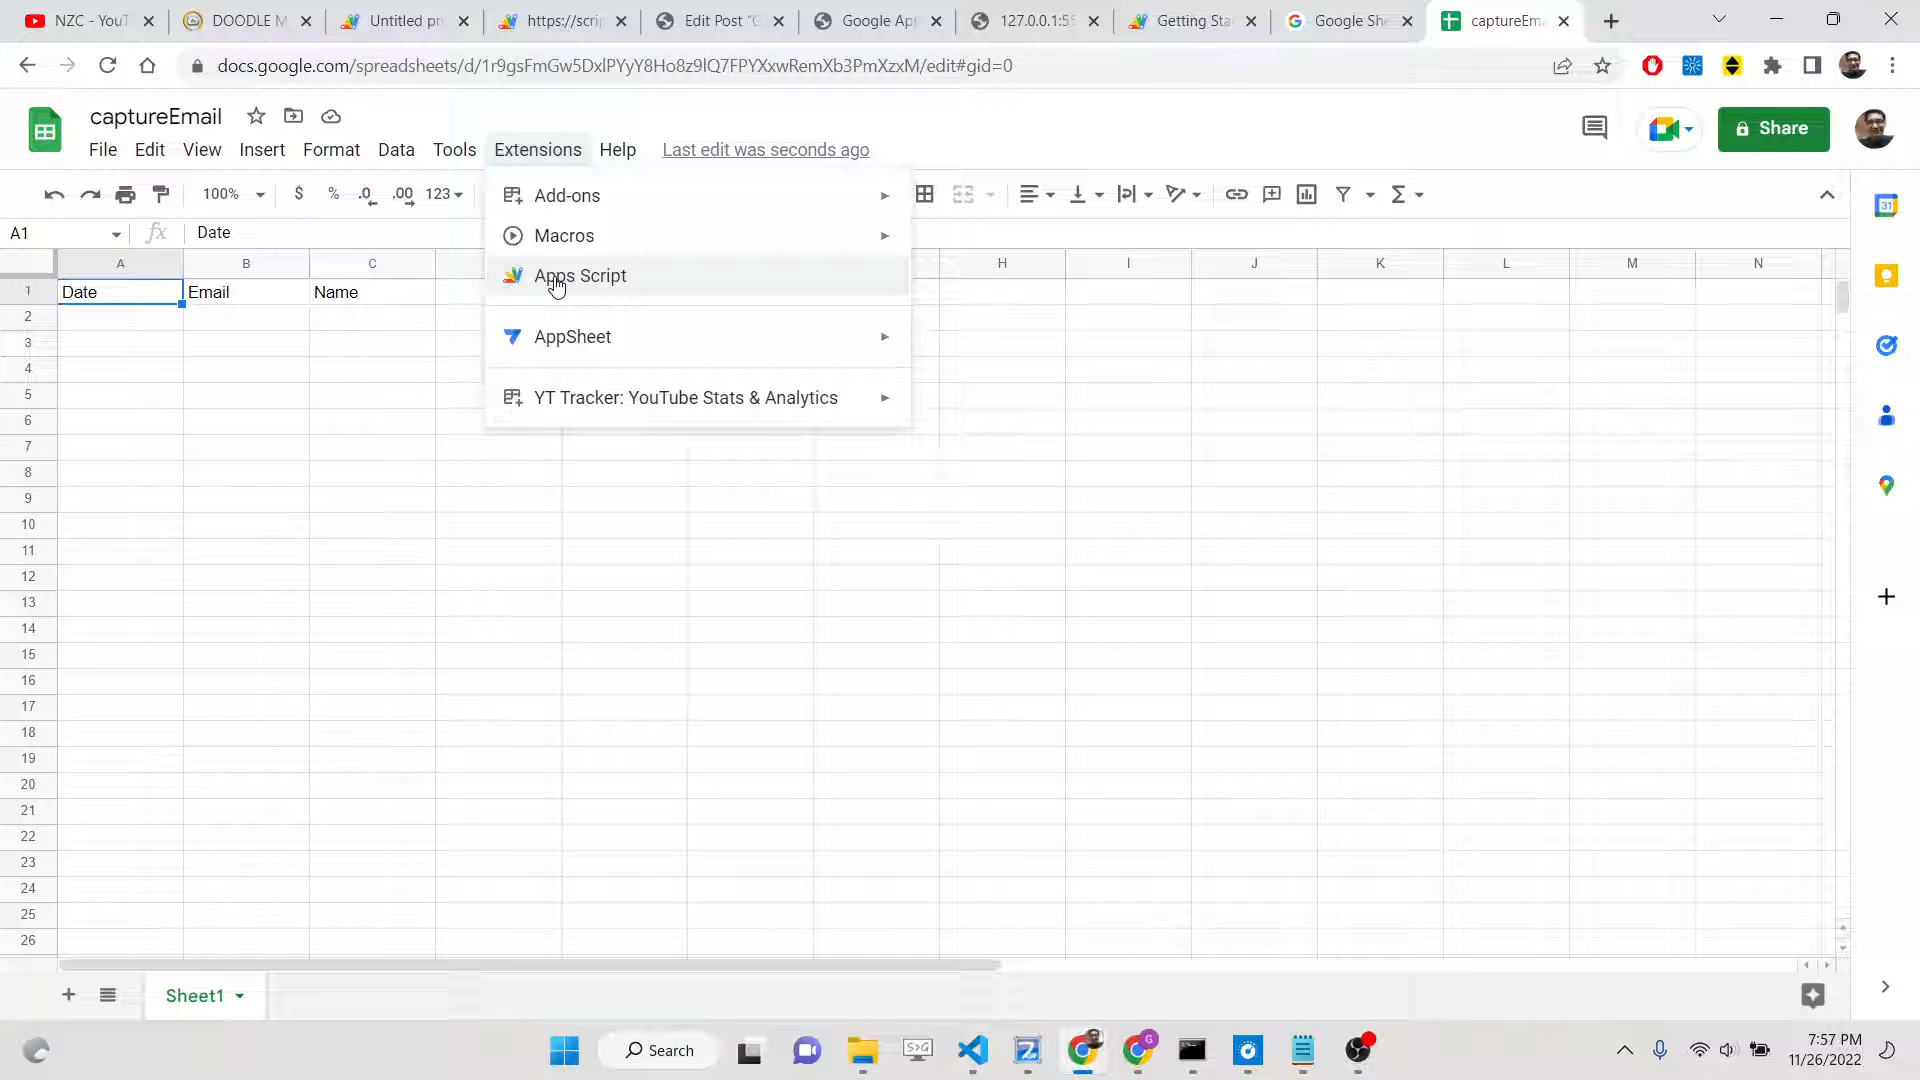 NZC - YouT
DOODLE M
Untitled pr
https://scri
Edit Post "G
Google Ap
127.0.0.1:55
Getting Sta
Google She
captureEm
docs.google.com/spreadsheets/d/1r9gsFmGw5DxlPYyY8Ho8z9lQ7FPYXxwRemXb3PmXzxM/edit#gid=0
captureEmail
File Edit View Insert Format Data Tools Extensions Help Last edit was seconds ago
Share
100% $ % .0 .00 123
A1 fx Date
Add-ons
Macros
Apps Script
AppSheet
YT Tracker: YouTube Stats & Analytics
A B C H I J K L M N
1 Date Email Name
2
3
4
5
6
7
8
9
10
11
12
13
14
15
16
17
18
19
20
21
22
23
24
25
26
31
Sheet1
Search
G
7:57 PM
11/26/2022